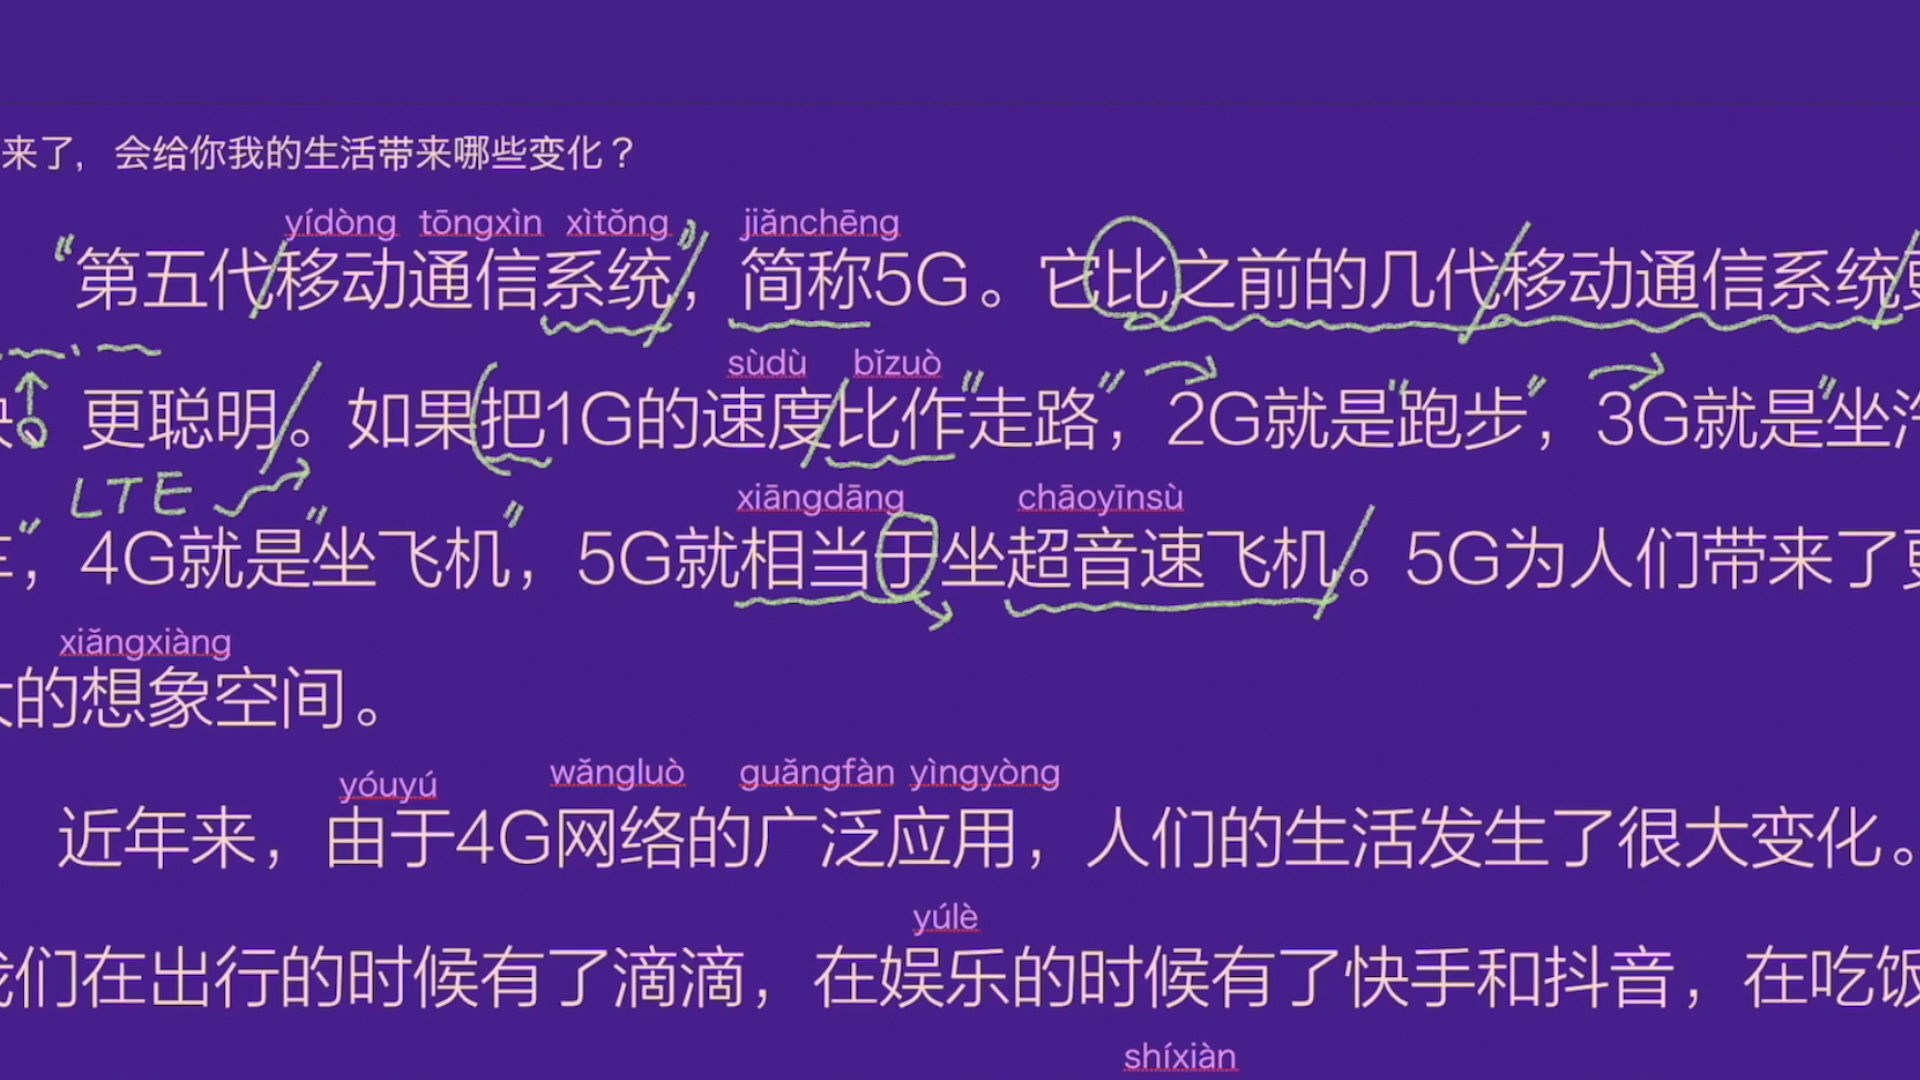 来了，会给你我的生活带来哪些变化？
yídòng tōngxìn xìtǒng jiǎnchēng
“第五代移动通信系统”，简称5G。它比之前的几代移动通信系统
sùdù bǐzuò
更聪明。如果把1G的速度比作“走路”，2G就是“跑步”，3G就是“坐汽
LTE
xiāngdāng chāoyīnsù
”，4G就是“坐飞机”，5G就相当于坐超音速飞机。5G为人们带来了更
xiǎngxiàng
大的想象空间。
yóuyú wǎngluò guǎngfàn yìngyòng
近年来，由于4G网络的广泛应用，人们的生活发生了很大变化。
yúlè
我们在出行的时候有了滴滴，在娱乐的时候有了快手和抖音，在吃饭
shíxiàn